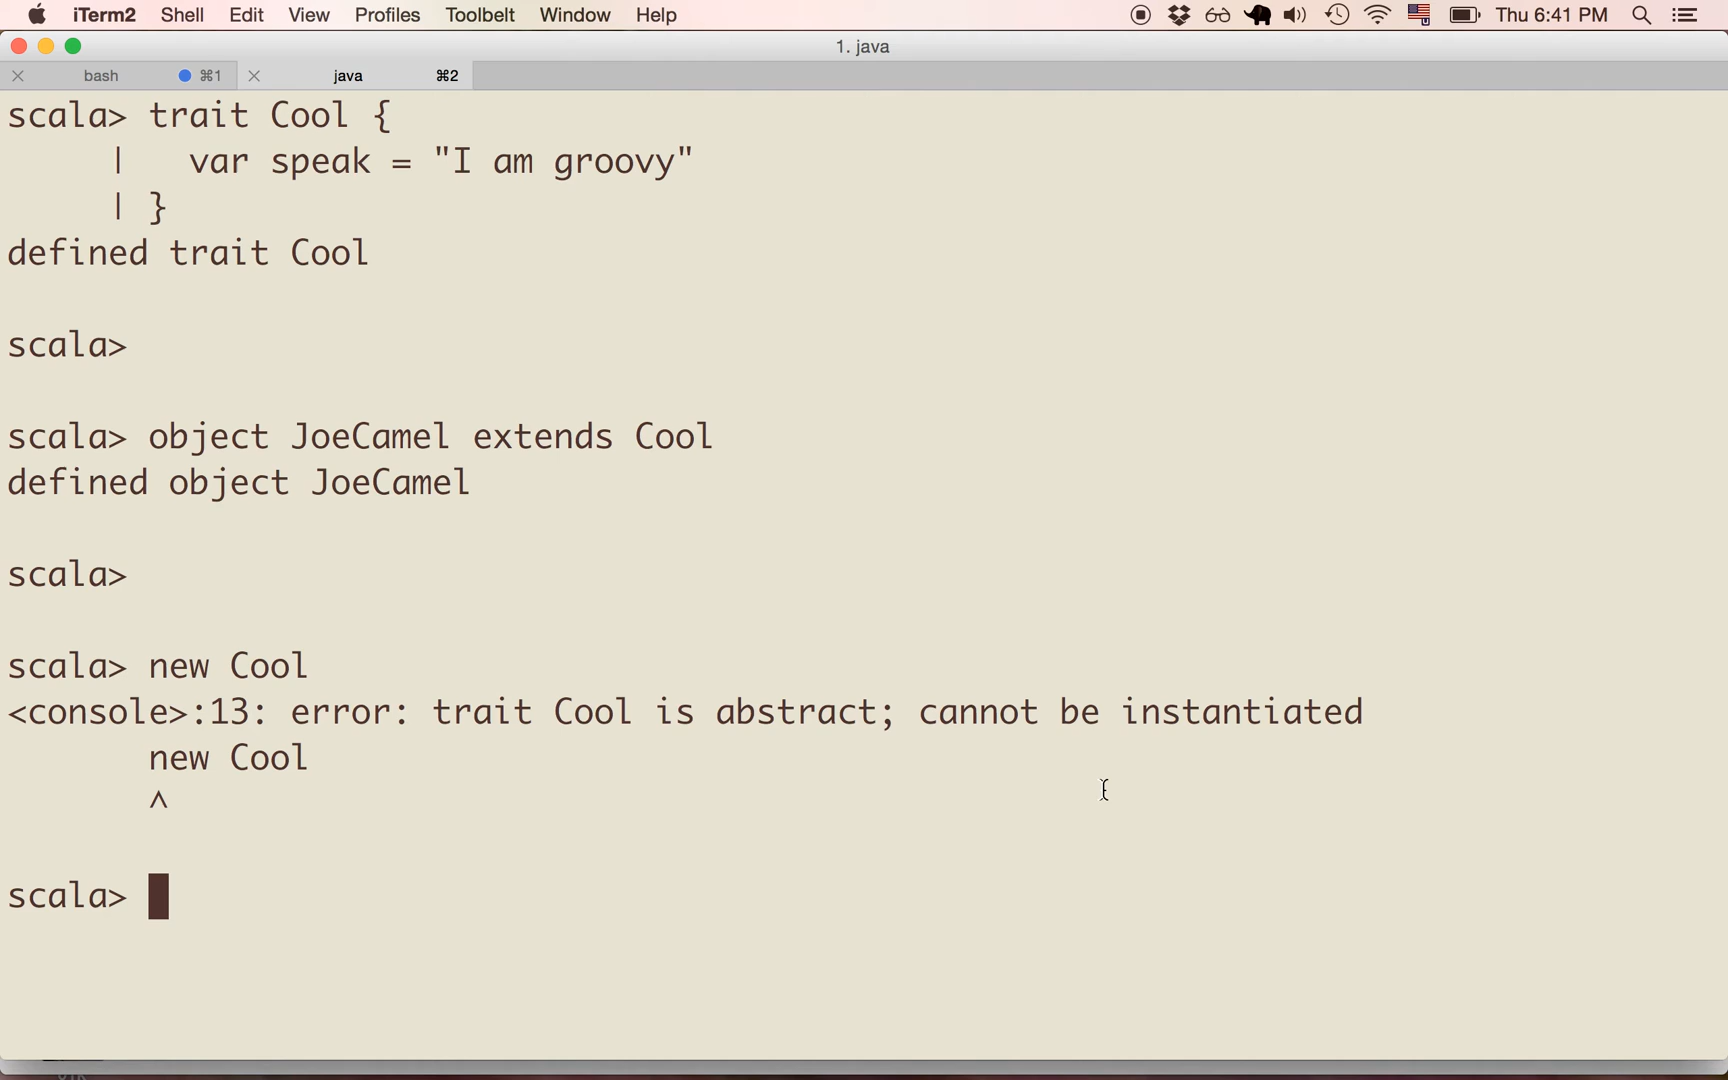 iTerm2 Shell Edit View Profiles Toolbelt Window Help Thu 6:41 PM
1. java
bash ⌘1 java ⌘2
scala> trait Cool {
     |   var speak = "I am groovy"
     | }
defined trait Cool
scala>
scala> object JoeCamel extends Cool
defined object JoeCamel
scala>
scala> new Cool
<console>:13: error: trait Cool is abstract; cannot be instantiated
       new Cool
       ^
scala>